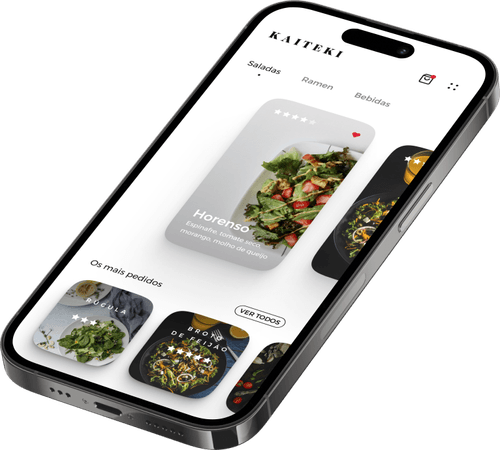 KAITEKI
Saladas
Ramen
Bebidas
Horenso
Espinafre, tomate seco,
morango, molho de queijo
Os mais pedidos
VER TODOS
RÚCULA
BROTO
DE FEIJÃO